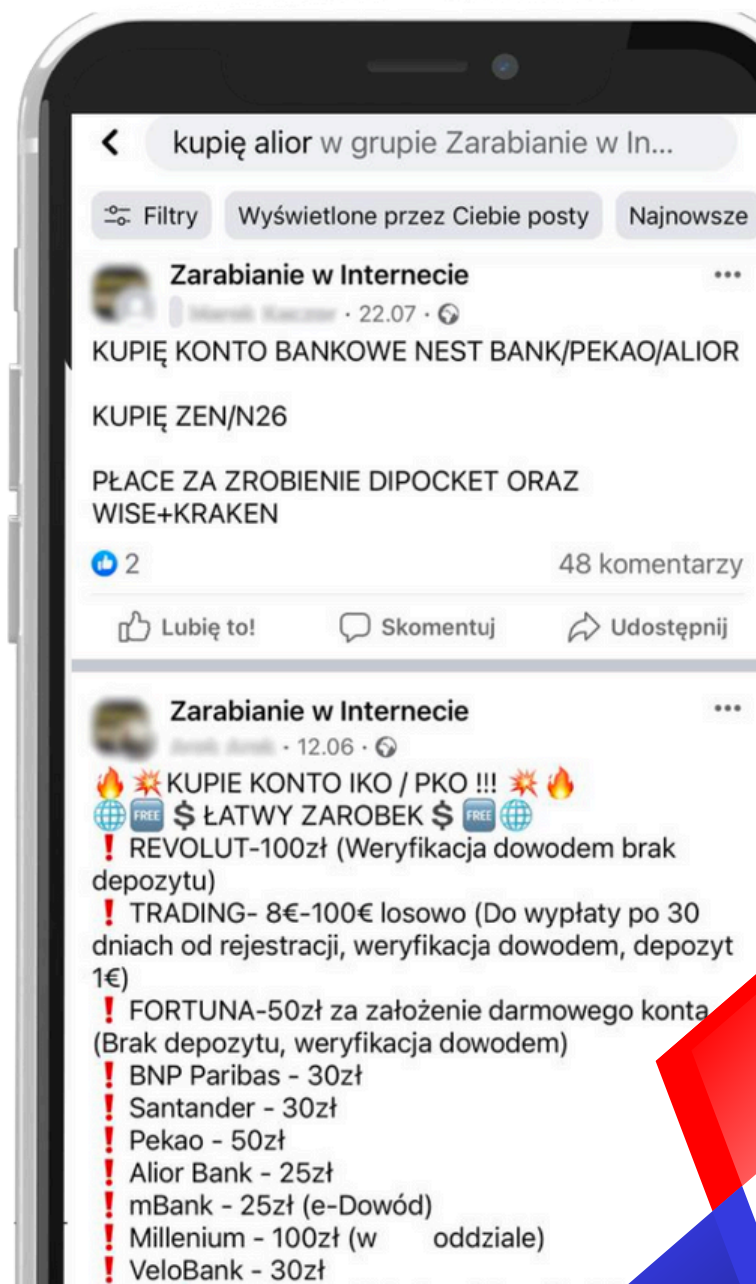 kupię alior w grupie Zarabianie w In...
Filtry
Wyświetlone przez Ciebie posty
Najnowsze
Zarabianie w Internecie
· 22.07 ·
KUPIĘ KONTO BANKOWE NEST BANK/PEKAO/ALIOR
KUPIĘ ZEN/N26
PŁACE ZA ZROBIENIE DIPOCKET ORAZ
WISE+KRAKEN
2
48 komentarzy
Lubię to!
Skomentuj
Udostępnij
Zarabianie w Internecie
· 12.06 ·
🔥 💥KUPIE KONTO IKO / PKO !!! 💥🔥
🌐🆓 $ ŁATWY ZAROBEK $ 🆓🌐
❗ REVOLUT-100zł (Weryfikacja dowodem brak
depozytu)
❗ TRADING- 8€-100€ losowo (Do wypłaty po 30
dniach od rejestracji, weryfikacja dowodem, depozyt
1€)
❗ FORTUNA-50zł za założenie darmowego konta
(Brak depozytu, weryfikacja dowodem)
❗ BNP Paribas - 30zł
❗ Santander - 30zł
❗ Pekao - 50zł
❗ Alior Bank - 25zł
❗ mBank - 25zł (e-Dowód)
❗ Millenium - 100zł (w oddziale)
❗ VeloBank - 30zł